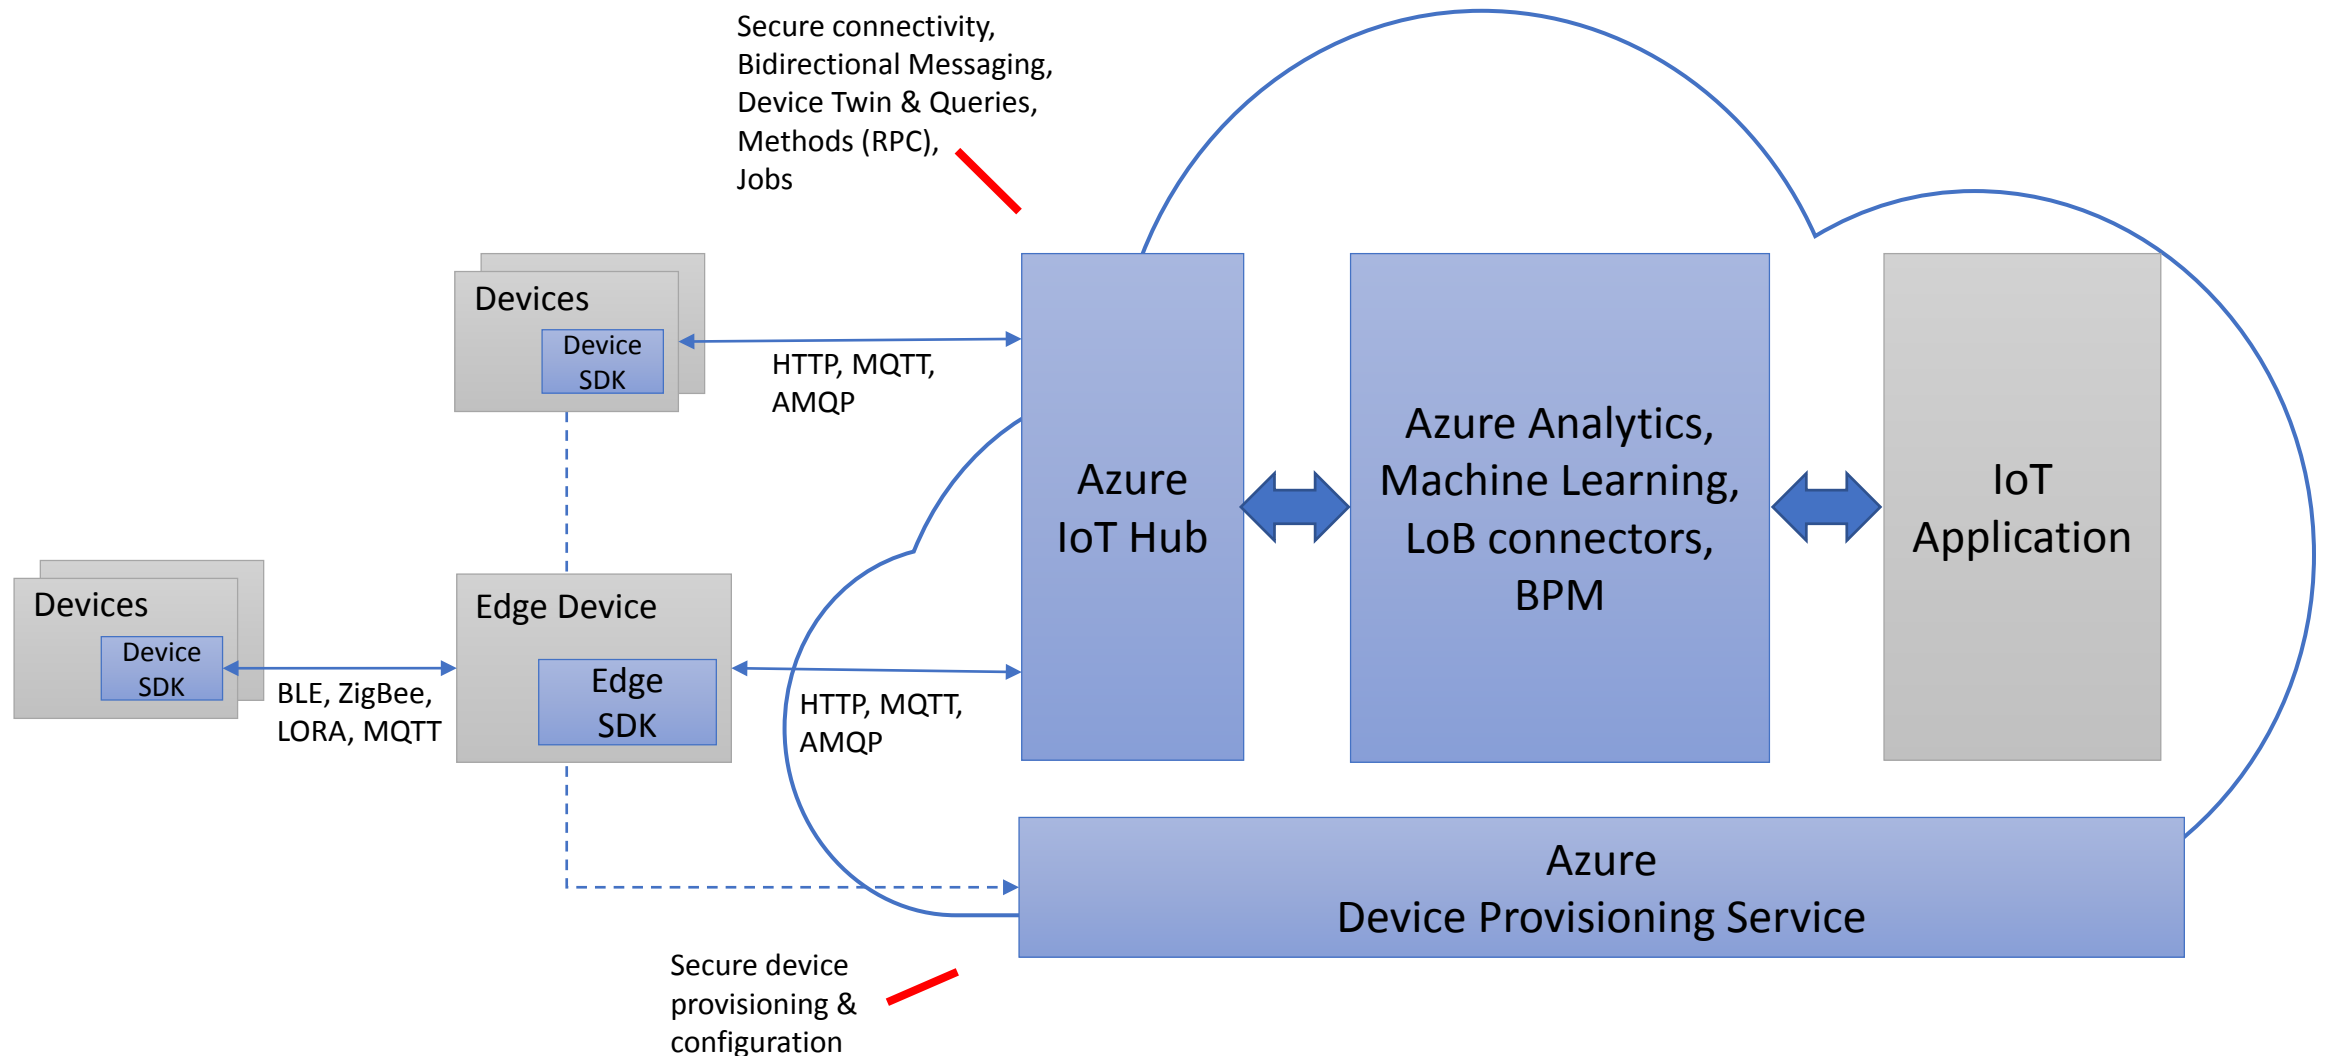 Secure connectivity,
Bidirectional Messaging,
Device Twin & Queries,
Methods (RPC),
Jobs
Devices
Device
SDK
HTTP, MQTT,
AMQP
Devices
Device
SDK
BLE, ZigBee,
LORA, MQTT
Edge Device
Edge
SDK
HTTP, MQTT,
AMQP
Azure
IoT Hub
Azure Analytics,
Machine Learning,
LoB connectors,
BPM
IoT
Application
Azure
Device Provisioning Service
Secure device
provisioning &
configuration